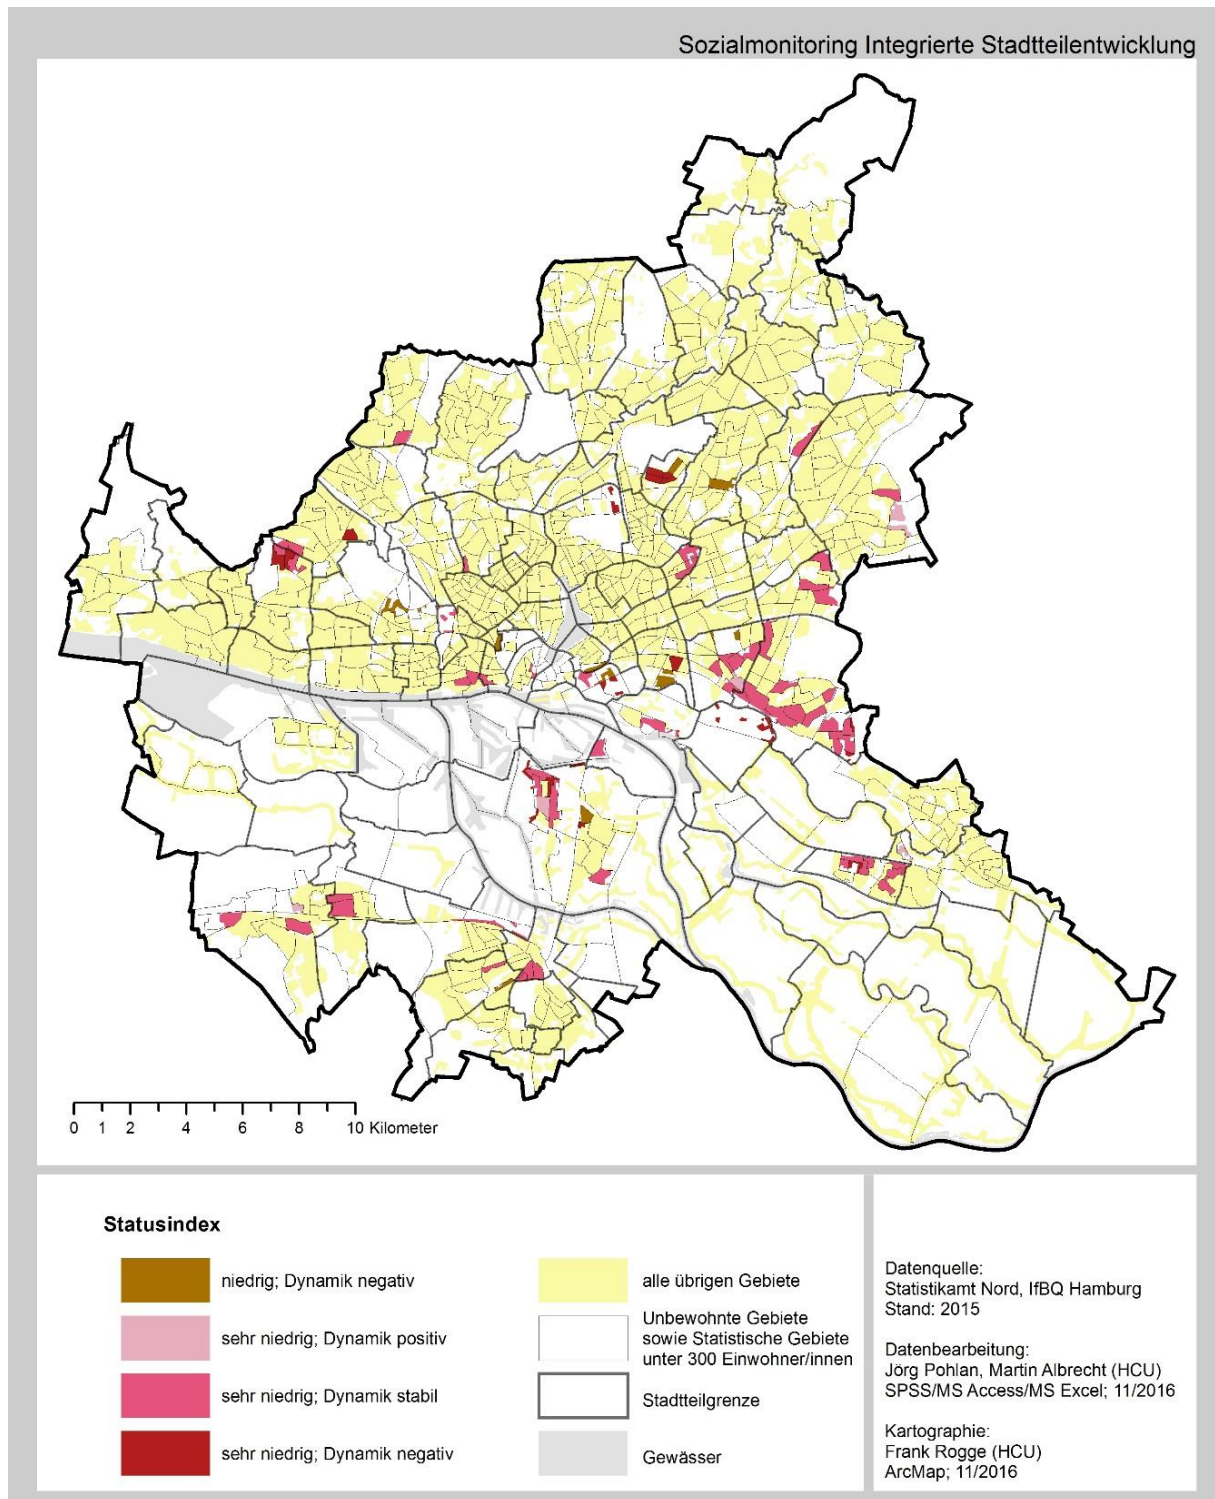 Sozialmonitoring Integrierte Stadtteilentwicklung
0 1 2 4 6 8 10 Kilometer
Statusindex
niedrig; Dynamik negativ
sehr niedrig; Dynamik positiv
sehr niedrig; Dynamik stabil
sehr niedrig; Dynamik negativ
alle übrigen Gebiete
Unbewohnte Gebiete
sowie Statistische Gebiete
unter 300 Einwohner/innen
Stadtteilgrenze
Gewässer
Datenquelle:
Statistikamt Nord, IfBQ Hamburg
Stand: 2015
Datenbearbeitung:
Jörg Pohlan, Martin Albrecht (HCU)
SPSS/MS Access/MS Excel; 11/2016
Kartographie:
Frank Rogge (HCU)
ArcMap; 11/2016